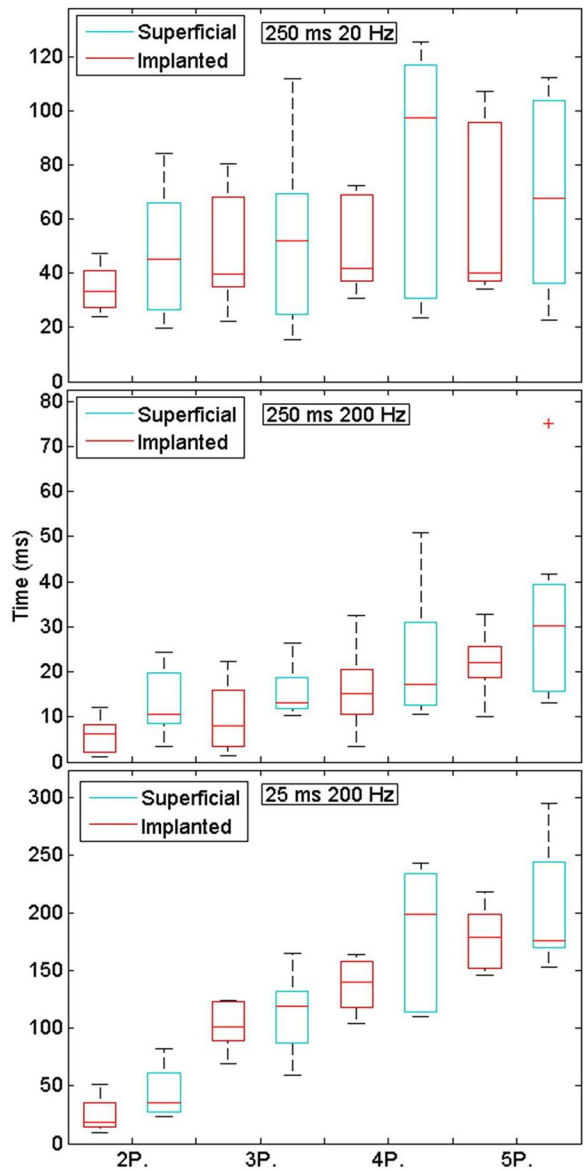 Superficial
Implanted
250 ms 20 Hz
120
100
80
60
40
20
0
Superficial
Implanted
250 ms 200 Hz
80
70
60
50
40
30
20
10
0
Time (ms)
Superficial
Implanted
25 ms 200 Hz
300
250
200
150
100
50
0
2P. 3P. 4P. 5P.